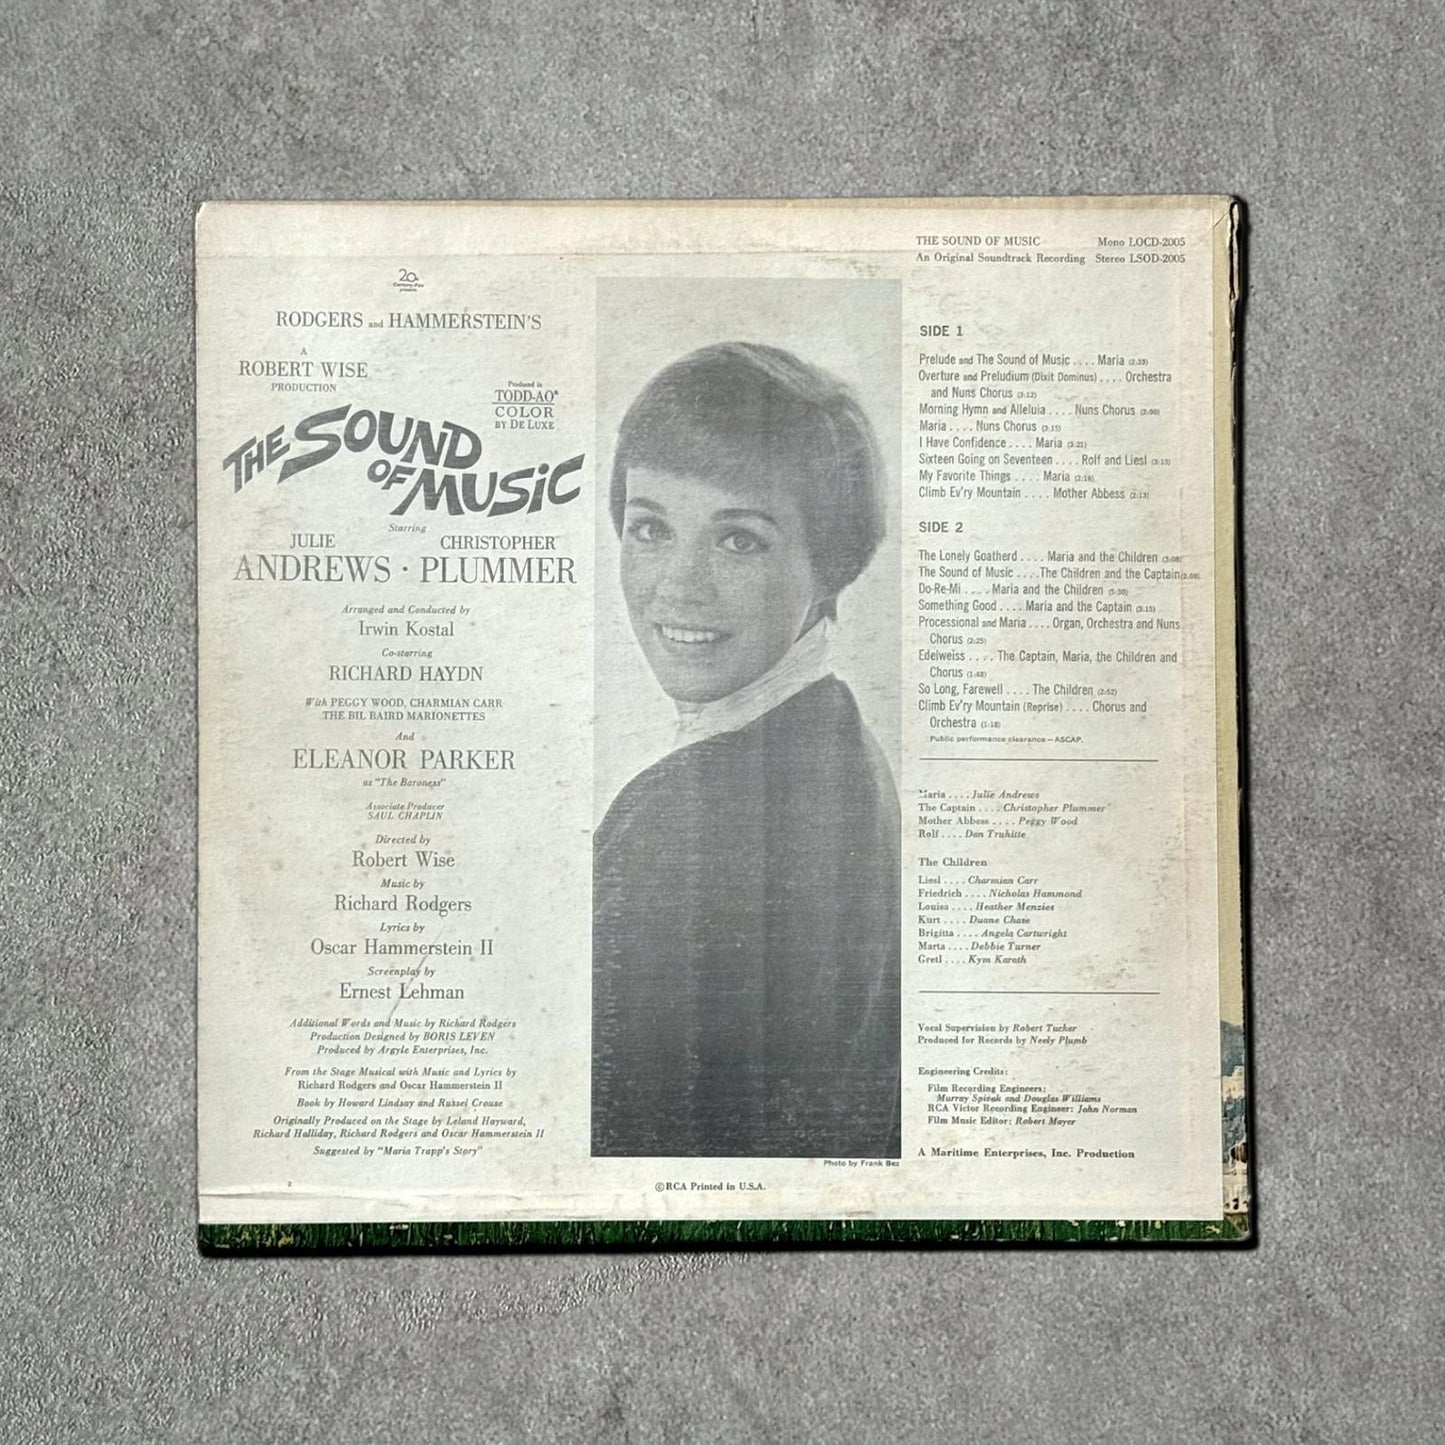 20th
Century-Fox
presents
RODGERS and HAMMERSTEIN'S
A
ROBERT WISE
PRODUCTION
Produced in
TODD-AO®
COLOR
BY DE LUXE
THE SOUND
OF MUSIC
Starring
JULIE CHRISTOPHER
ANDREWS · PLUMMER
Arranged and Conducted by
Irwin Kostal
Co-starring
RICHARD HAYDN
With PEGGY WOOD, CHARMIAN CARR
THE BIL BAIRD MARIONETTES
And
ELEANOR PARKER
as "The Baroness"
Associate Producer
SAUL CHAPLIN
Directed by
Robert Wise
Music by
Richard Rodgers
Lyrics by
Oscar Hammerstein II
Screenplay by
Ernest Lehman
Additional Words and Music by Richard Rodgers
Production Designed by BORIS LEVEN
Produced by Argyle Enterprises, Inc.
From the Stage Musical with Music and Lyrics by
Richard Rodgers and Oscar Hammerstein II
Book by Howard Lindsay and Russel Crouse
Originally Produced on the Stage by Leland Hayward,
Richard Halliday, Richard Rodgers and Oscar Hammerstein II
Suggested by "Maria Trapp's Story"
2
Photo by Frank Bez
©RCA Printed in U.S.A.
THE SOUND OF MUSIC Mono LOCD-2005
An Original Soundtrack Recording Stereo LSOD-2005
SIDE 1
Prelude and The Sound of Music .... Maria (2:33)
Overture and Preludium (Dixit Dominus) .... Orchestra
and Nuns Chorus (3:12)
Morning Hymn and Alleluia .... Nuns Chorus (2:00)
Maria .... Nuns Chorus (3:15)
I Have Confidence .... Maria (3:21)
Sixteen Going on Seventeen .... Rolf and Liesl (3:13)
My Favorite Things .... Maria (2:16)
Climb Ev'ry Mountain .... Mother Abbess (2:13)
SIDE 2
The Lonely Goatherd .... Maria and the Children (3:08)
The Sound of Music ....The Children and the Captain
Do-Re-Mi .... Maria and the Children (5:30)
Something Good .... Maria and the Captain (3:15)
Processional and Maria .... Organ, Orchestra and Nuns
Chorus (2:25)
Edelweiss .... The Captain, Maria, the Children and
Chorus (1:48)
So Long, Farewell .... The Children (2:52)
Climb Ev'ry Mountain (Reprise) .... Chorus and
Orchestra (1:18)
Public performance clearance—ASCAP.
Maria .... Julie Andrews
The Captain .... Christopher Plummer
Mother Abbess .... Peggy Wood
Rolf .... Dan Truhitte
The Children
Liesl .... Charmian Carr
Friedrich .... Nicholas Hammond
Louisa .... Heather Menzies
Kurt .... Duane Chase
Brigitta .... Angela Cartwright
Marta .... Debbie Turner
Gretl .... Kym Karath
Vocal Supervision by Robert Tucker
Produced for Records by Neely Plumb
Engineering Credits:
Film Recording Engineers:
Murray Spivak and Douglas Williams
RCA Victor Recording Engineer: John Norman
Film Music Editor: Robert Mayer
A Maritime Enterprises, Inc. Production